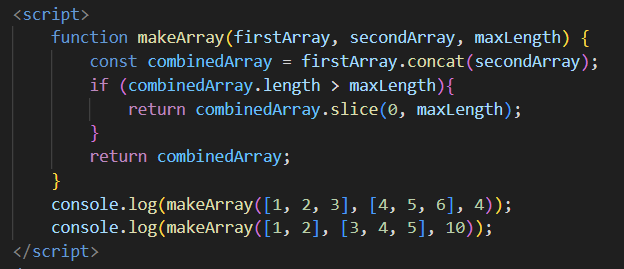 <script>
    function makeArray(firstArray, secondArray, maxLength) {
        const combinedArray = firstArray.concat(secondArray);
        if (combinedArray.length > maxLength){
            return combinedArray.slice(0, maxLength);
        }
        return combinedArray;
    }
    console.log(makeArray([1, 2, 3], [4, 5, 6], 4));
    console.log(makeArray([1, 2], [3, 4, 5], 10));
</script>